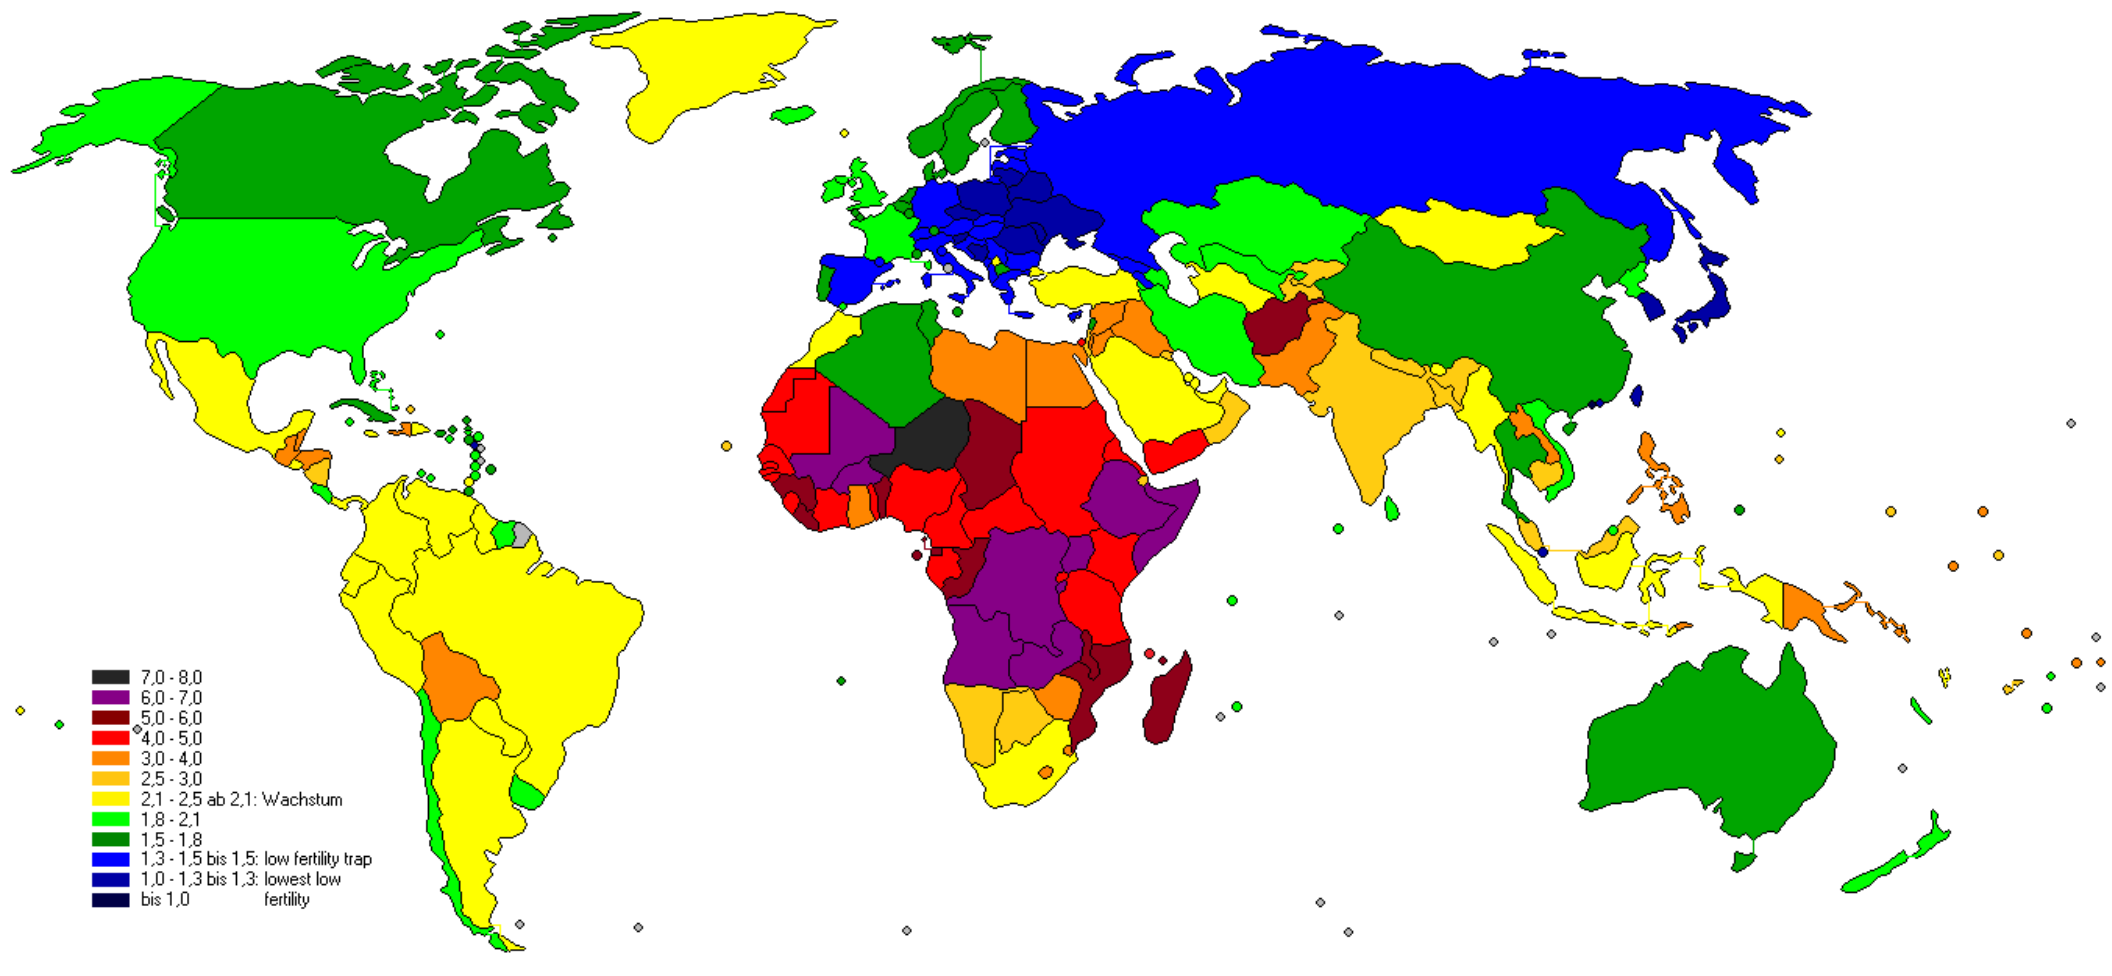 7,0 - 8,0
6,0 - 7,0
5,0 - 6,0
4,0 - 5,0
3,0 - 4,0
2,5 - 3,0
2,1 - 2,5 ab 2,1: Wachstum
1,8 - 2,1
1,5 - 1,8
1,3 - 1,5 bis 1,5: low fertility trap
1,0 - 1,3 bis 1,3: lowest low
bis 1,0 fertility